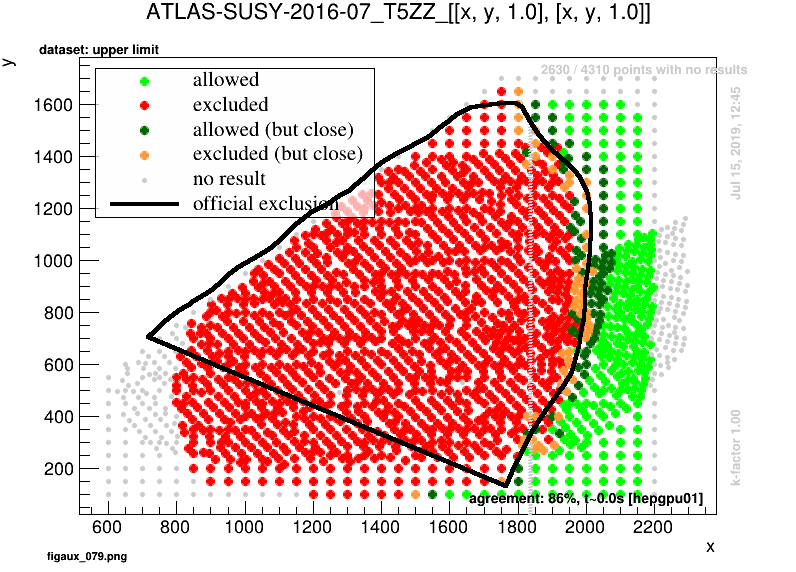 ATLAS-SUSY-2016-07_T5ZZ_[[x, y, 1.0], [x, y, 1.0]]
dataset: upper limit
y
2630 / 4310 points with no results
allowed
excluded
allowed (but close)
excluded (but close)
no result
official exclusion
Jul 15, 2019, 12:45
k-factor 1.00
1600
1400
1200
1000
800
600
400
200
agreement: 86%, t~0.0s [hepgpu01]
600 800 1000 1200 1400 1600 1800 2000 2200
x
figaux_079.png